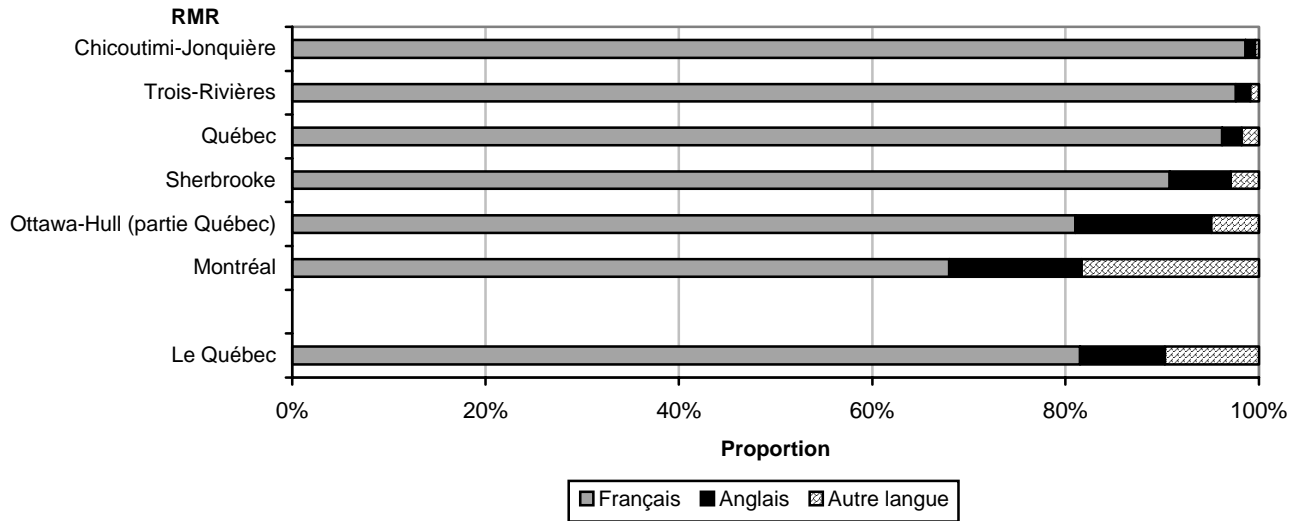 RMR
Chicoutimi-Jonquière
Trois-Rivières
Québec
Sherbrooke
Ottawa-Hull (partie Québec)
Montréal
Le Québec
0% 20% 40% 60% 80% 100%
Proportion
Français Anglais Autre langue